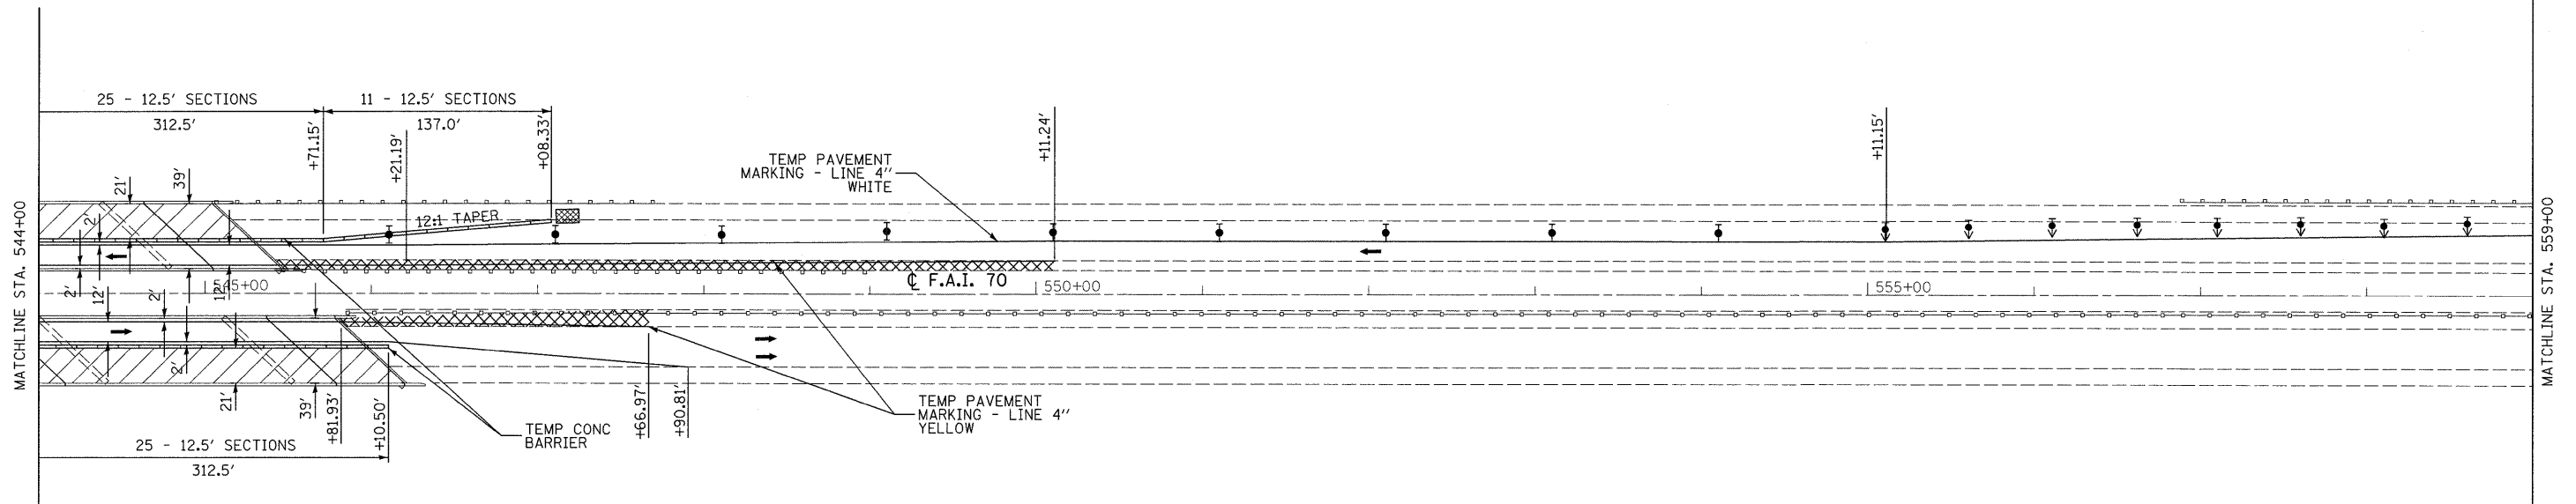 MATCHLINE STA. 544+00
25 - 12.5' SECTIONS
312.5'
11 - 12.5' SECTIONS
137.0'
+71.15'
+21.19'
+08.33'
+11.24'
+11.15'
TEMP PAVEMENT
MARKING - LINE 4"
WHITE
21'
39'
2'
12:1 TAPER
2'
12'
2'
12'
545+00
℄ F.A.I. 70
550+00
555+00
2'
21'
39'
+81.93'
+10.50'
+66.97'
+90.81'
TEMP CONC
BARRIER
TEMP PAVEMENT
MARKING - LINE 4"
YELLOW
25 - 12.5' SECTIONS
312.5'
MATCHLINE STA. 559+00